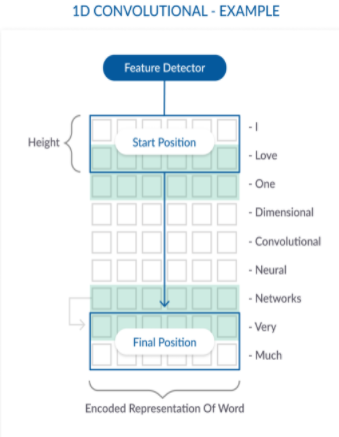 1D CONVOLUTIONAL - EXAMPLE
Feature Detector
Height
Start Position
- I
- Love
- One
- Dimensional
- Convolutional
- Neural
- Networks
- Very
Final Position
- Much
Encoded Representation Of Word